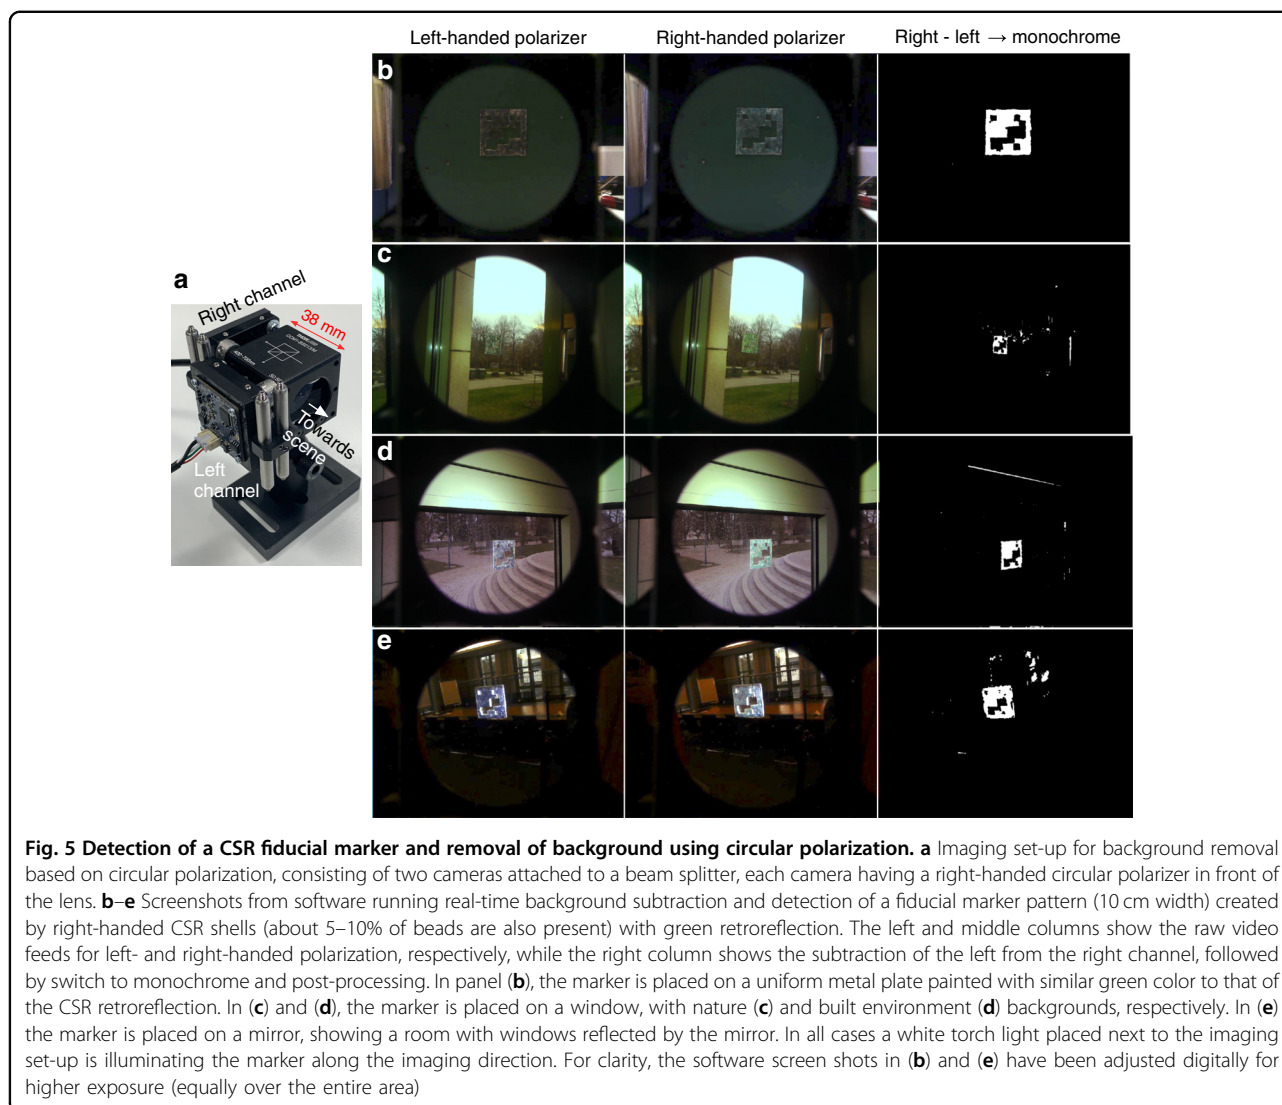 Left-handed polarizer
Right-handed polarizer
Right - left → monochrome
b
c
a
Right channel
38 mm
Towards
scene
Left
channel
d
e
Fig. 5 Detection of a CSR fiducial marker and removal of background using circular polarization. a Imaging set-up for background removal
based on circular polarization, consisting of two cameras attached to a beam splitter, each camera having a right-handed circular polarizer in front of
the lens. b–e Screenshots from software running real-time background subtraction and detection of a fiducial marker pattern (10 cm width) created
by right-handed CSR shells (about 5–10% of beads are also present) with green retroreflection. The left and middle columns show the raw video
feeds for left- and right-handed polarization, respectively, while the right column shows the subtraction of the left from the right channel, followed
by switch to monochrome and post-processing. In panel (b), the marker is placed on a uniform metal plate painted with similar green color to that of
the CSR retroreflection. In (c) and (d), the marker is placed on a window, with nature (c) and built environment (d) backgrounds, respectively. In (e)
the marker is placed on a mirror, showing a room with windows reflected by the mirror. In all cases a white torch light placed next to the imaging
set-up is illuminating the marker along the imaging direction. For clarity, the software screen shots in (b) and (e) have been adjusted digitally for
higher exposure (equally over the entire area)